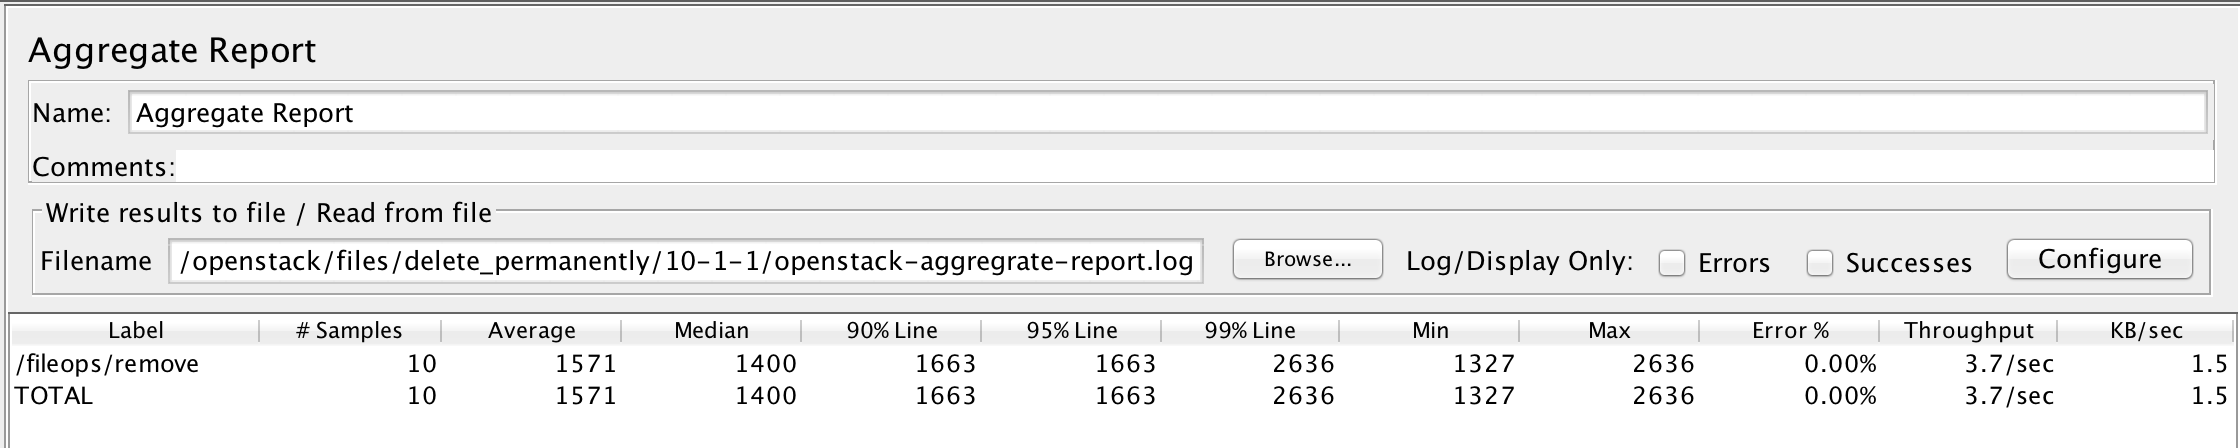 Aggregate Report
Name: Aggregate Report
Comments:
Write results to file / Read from file
Filename /openstack/files/delete_permanently/10-1-1/openstack-aggregrate-report.log Browse... Log/Display Only: Errors Successes Configure
Label # Samples Average Median 90% Line 95% Line 99% Line Min Max Error % Throughput KB/sec
/fileops/remove 10 1571 1400 1663 1663 2636 1327 2636 0.00% 3.7/sec 1.5
TOTAL 10 1571 1400 1663 1663 2636 1327 2636 0.00% 3.7/sec 1.5